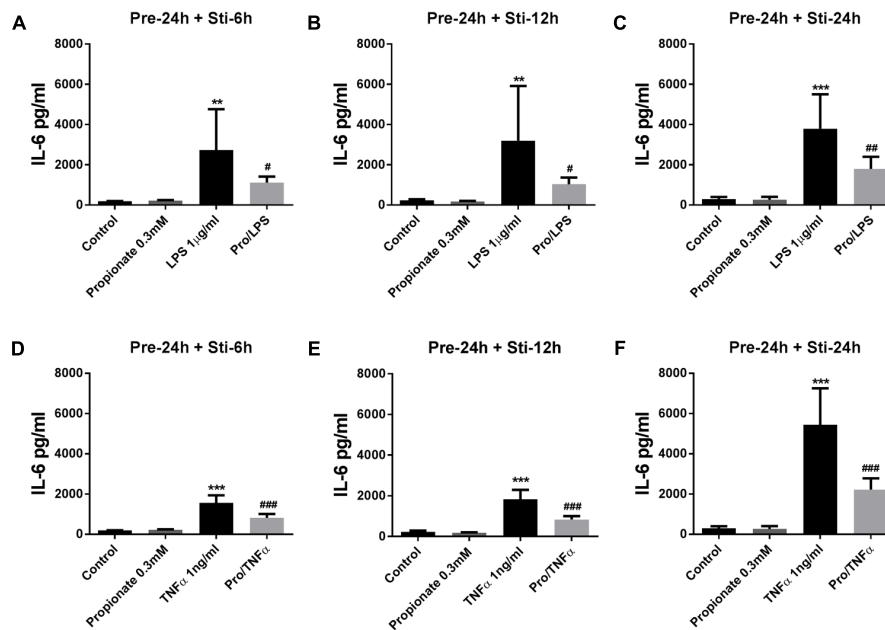 A
Pre-24h + Sti-6h
IL-6 pg/ml
8000
6000
4000
2000
0
**
#
Control
Propionate 0.3mM
LPS 1μg/ml
Pro/LPS
B
Pre-24h + Sti-12h
IL-6 pg/ml
8000
6000
4000
2000
0
**
#
Control
Propionate 0.3mM
LPS 1μg/ml
Pro/LPS
C
Pre-24h + Sti-24h
IL-6 pg/ml
8000
6000
4000
2000
0
***
##
Control
Propionate 0.3mM
LPS 1μg/ml
Pro/LPS
D
Pre-24h + Sti-6h
IL-6 pg/ml
8000
6000
4000
2000
0
***
###
Control
Propionate 0.3mM
TNFα 1ng/ml
Pro/TNFα
E
Pre-24h + Sti-12h
IL-6 pg/ml
8000
6000
4000
2000
0
***
###
Control
Propionate 0.3mM
TNFα 1ng/ml
Pro/TNFα
F
Pre-24h + Sti-24h
IL-6 pg/ml
8000
6000
4000
2000
0
***
###
Control
Propionate 0.3mM
TNFα 1ng/ml
Pro/TNFα